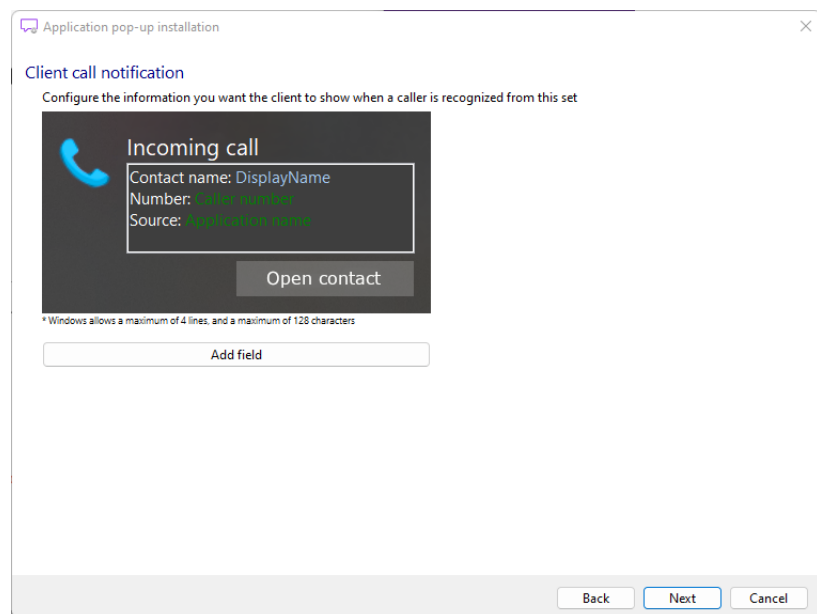 Application pop-up installation
Client call notification
Configure the information you want the client to show when a caller is recognized from this set
Incoming call
Contact name: DisplayName
Number: Caller number
Source: Application name
Open contact
* Windows allows a maximum of 4 lines, and a maximum of 128 characters
Add field
Back Next Cancel